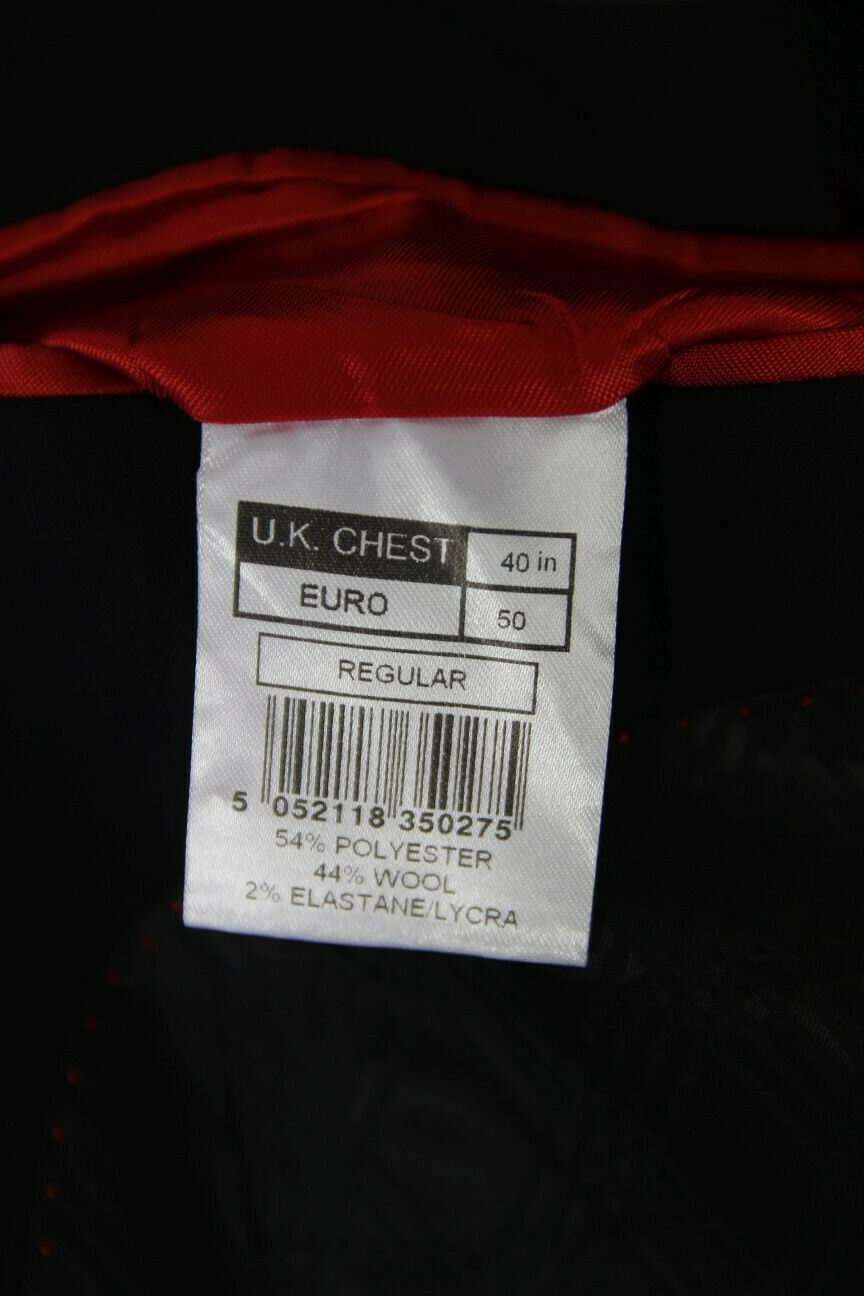 U.K. CHEST 40 in
EURO 50
REGULAR
5 052118 350275
54% POLYESTER
44% WOOL
2% ELASTANE/LYCRA